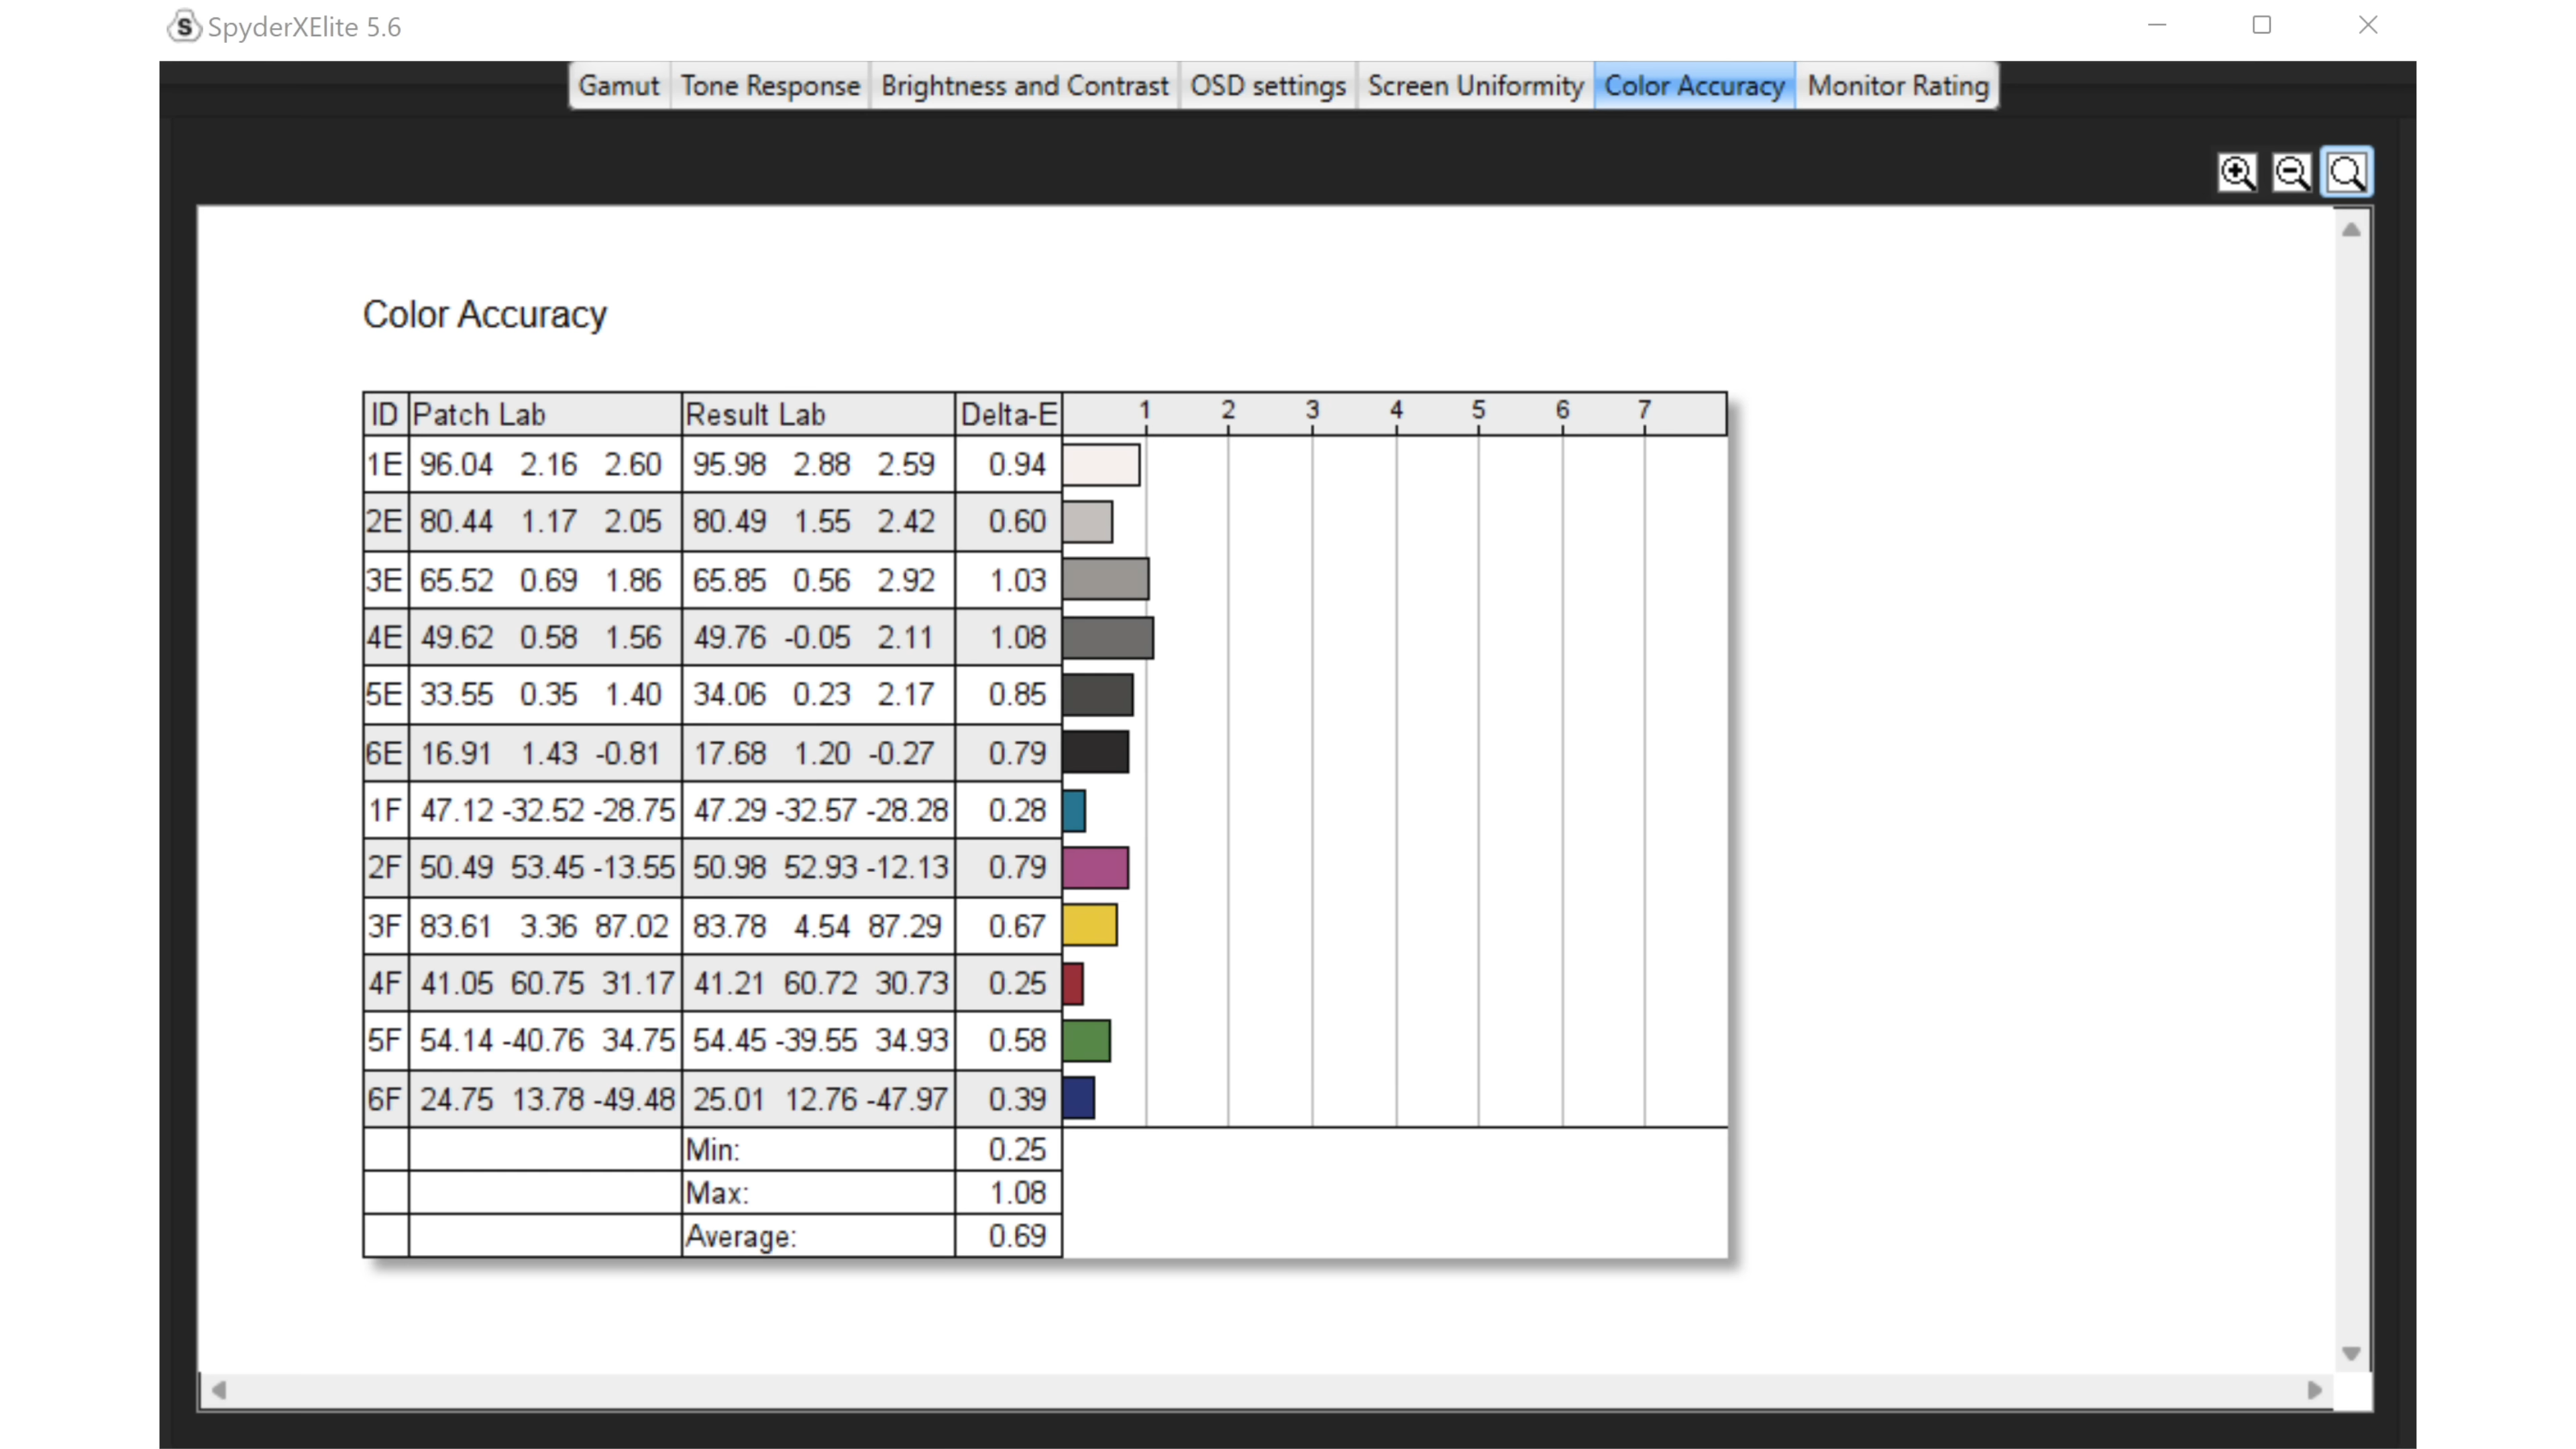 SpyderXElite 5.6
Gamut Tone Response Brightness and Contrast OSD settings Screen Uniformity Color Accuracy Monitor Rating
Color Accuracy
ID Patch Lab Result Lab Delta-E 1 2 3 4 5 6 7
1E 96.04 2.16 2.60 95.98 2.88 2.59 0.94
2E 80.44 1.17 2.05 80.49 1.55 2.42 0.60
3E 65.52 0.69 1.86 65.85 0.56 2.92 1.03
4E 49.62 0.58 1.56 49.76 -0.05 2.11 1.08
5E 33.55 0.35 1.40 34.06 0.23 2.17 0.85
6E 16.91 1.43 -0.81 17.68 1.20 -0.27 0.79
1F 47.12 -32.52 -28.75 47.29 -32.57 -28.28 0.28
2F 50.49 53.45 -13.55 50.98 52.93 -12.13 0.79
3F 83.61 3.36 87.02 83.78 4.54 87.29 0.67
4F 41.05 60.75 31.17 41.21 60.72 30.73 0.25
5F 54.14 -40.76 34.75 54.45 -39.55 34.93 0.58
6F 24.75 13.78 -49.48 25.01 12.76 -47.97 0.39
Min: 0.25
Max: 1.08
Average: 0.69